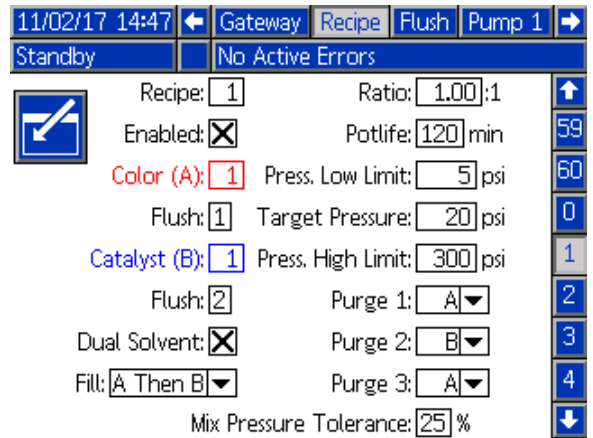 11/02/17 14:47 Gateway Recipe Flush Pump 1
Standby No Active Errors
Recipe: 1 Ratio: 1.00 :1
Enabled: Potlife: 120 min 59
Color (A): 1 Press. Low Limit: 5 psi 60
Flush: 1 Target Pressure: 20 psi 0
Catalyst (B): 1 Press. High Limit: 300 psi 1
Flush: 2 Purge 1: A 2
Dual Solvent: Purge 2: B 3
Fill: A Then B Purge 3: A 4
Mix Pressure Tolerance: 25 %